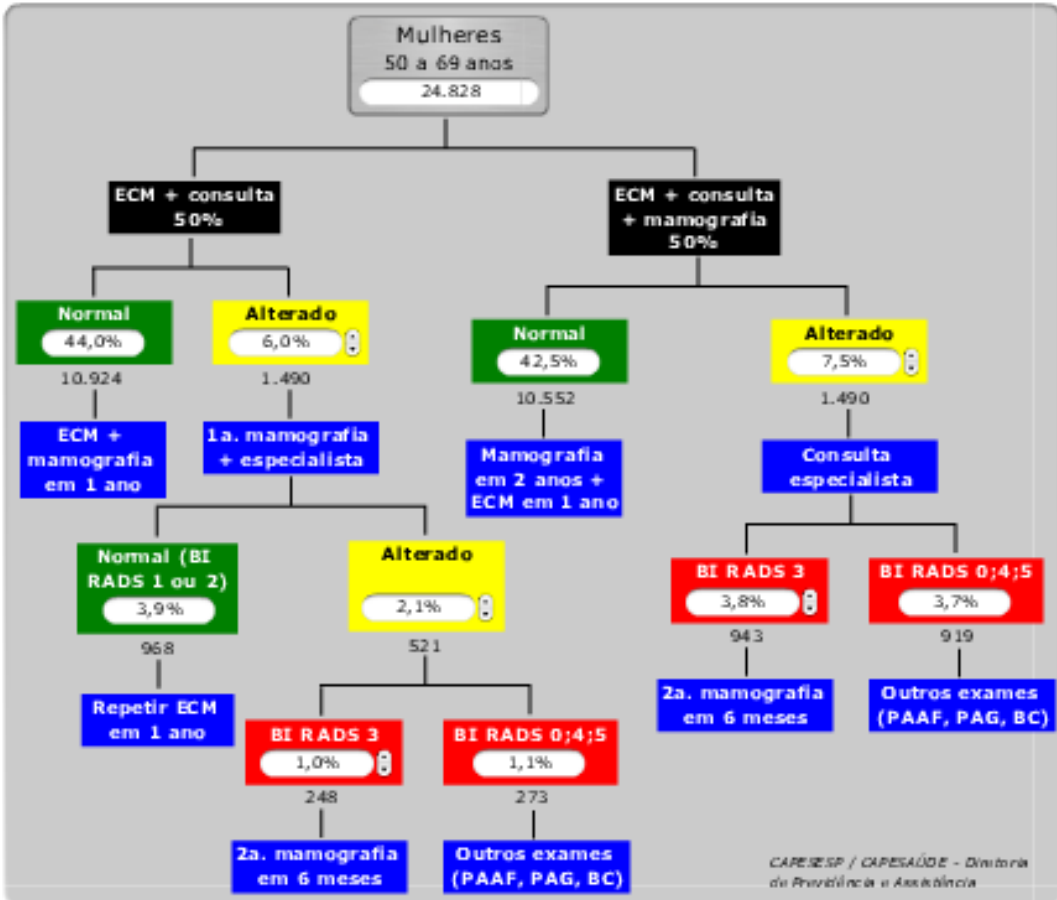 Mulheres
50 a 69 anos
24.828
ECM + consulta
50%
ECM + consulta
+ mamografia
50%
Normal
44,0%
10.924
ECM +
mamografia
em 1 ano
Alterado
6,0%
1.490
1a. mamografia
+ especialista
Normal
42,5%
10.552
Mamografia
em 2 anos +
ECM em 1 ano
Alterado
7,5%
1.490
Consulta
especialista
Normal (BI
RADS 1 ou 2)
3,9%
968
Repetir ECM
em 1 ano
Alterado
2,1%
521
BI RADS 3
3,8%
943
2a. mamografia
em 6 meses
BI RADS 0;4;5
3,7%
919
Outros exames
(PAAF, PAG, BC)
BI RADS 3
1,0%
248
2a. mamografia
em 6 meses
BI RADS 0;4;5
1,1%
273
Outros exames
(PAAF, PAG, BC)
CAPESESP / CAPESAÚDE - Diretoria
de Previdência e Assistência